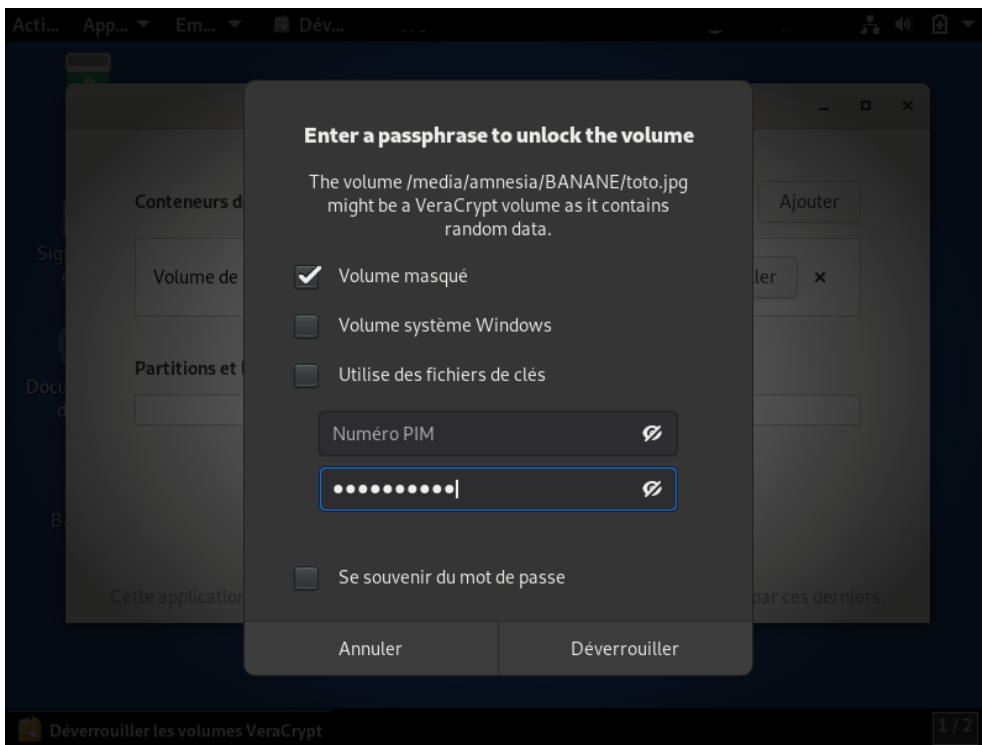 Acti... App... Em... Dév...
Enter a passphrase to unlock the volume
The volume /media/amnesia/BANANE/toto.jpg
might be a VeraCrypt volume as it contains
random data.
Conteneurs d
Ajouter
Sig
Volume de
ler
Volume masqué
Volume système Windows
Partitions et l
Utilise des fichiers de clés
Docu
d
Numéro PIM
B
Se souvenir du mot de passe
Cette application
par ces derniers.
Annuler
Déverrouiller
Déverrouiller les volumes VeraCrypt
1 / 2